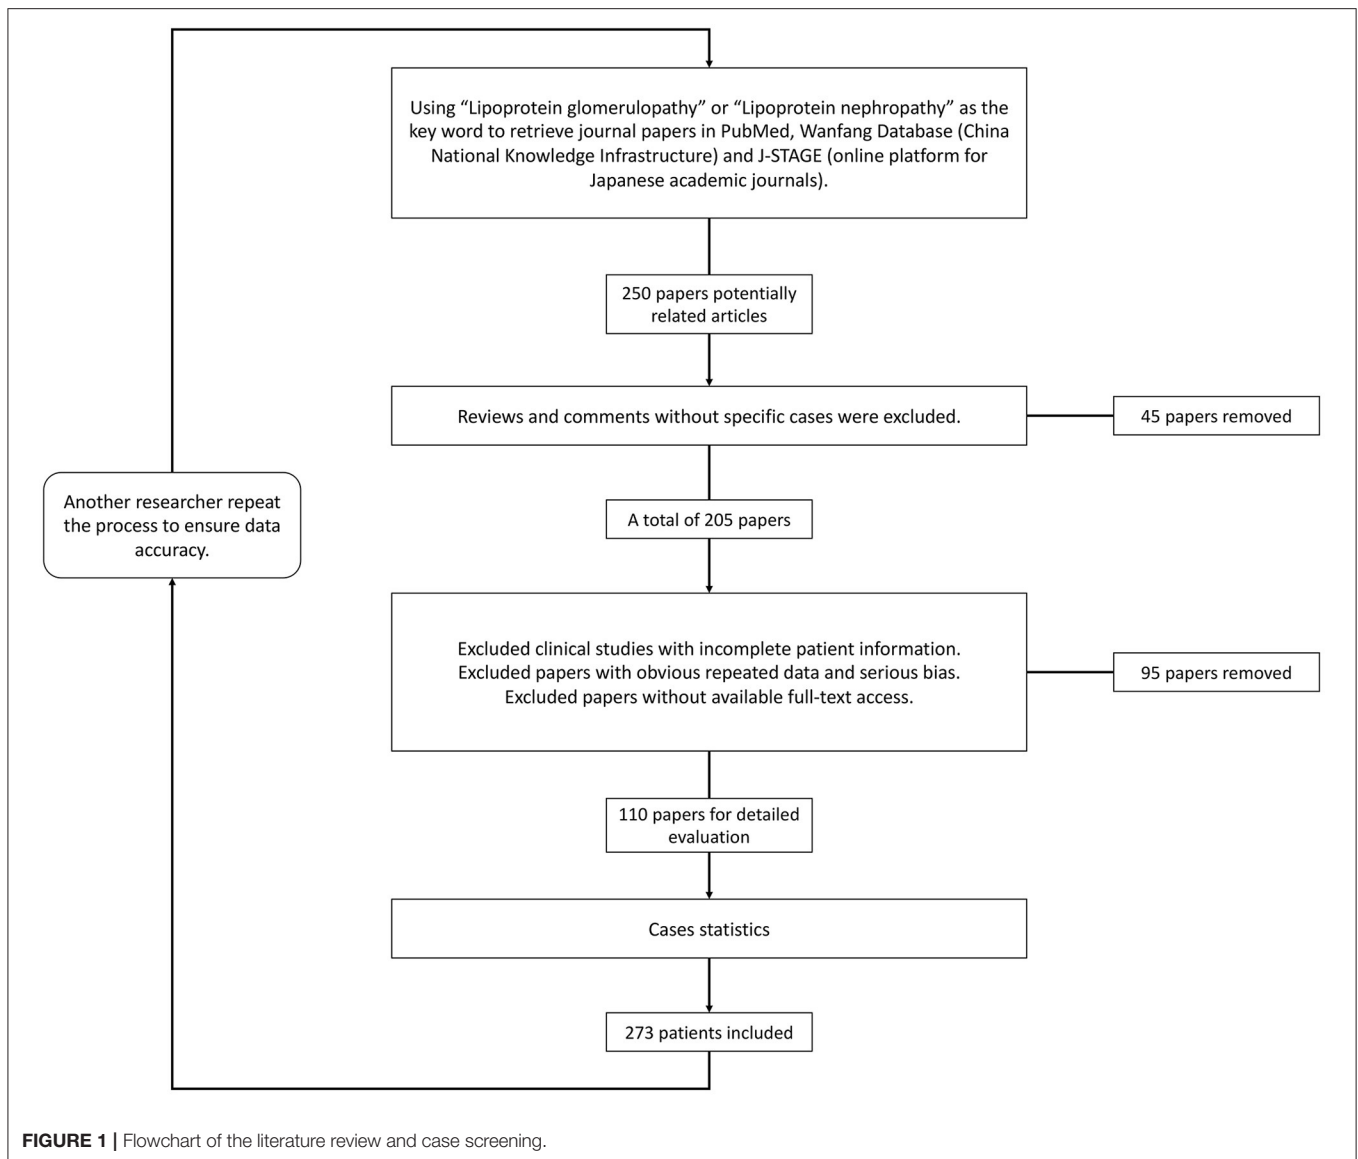 Using “Lipoprotein glomerulopathy” or “Lipoprotein nephropathy” as the
key word to retrieve journal papers in PubMed, Wanfang Database (China
National Knowledge Infrastructure) and J-STAGE (online platform for
Japanese academic journals).
250 papers potentially
related articles
Reviews and comments without specific cases were excluded.
45 papers removed
A total of 205 papers
Another researcher repeat
the process to ensure data
accuracy.
Excluded clinical studies with incomplete patient information.
Excluded papers with obvious repeated data and serious bias.
Excluded papers without available full-text access.
95 papers removed
110 papers for detailed
evaluation
Cases statistics
273 patients included
FIGURE 1 | Flowchart of the literature review and case screening.